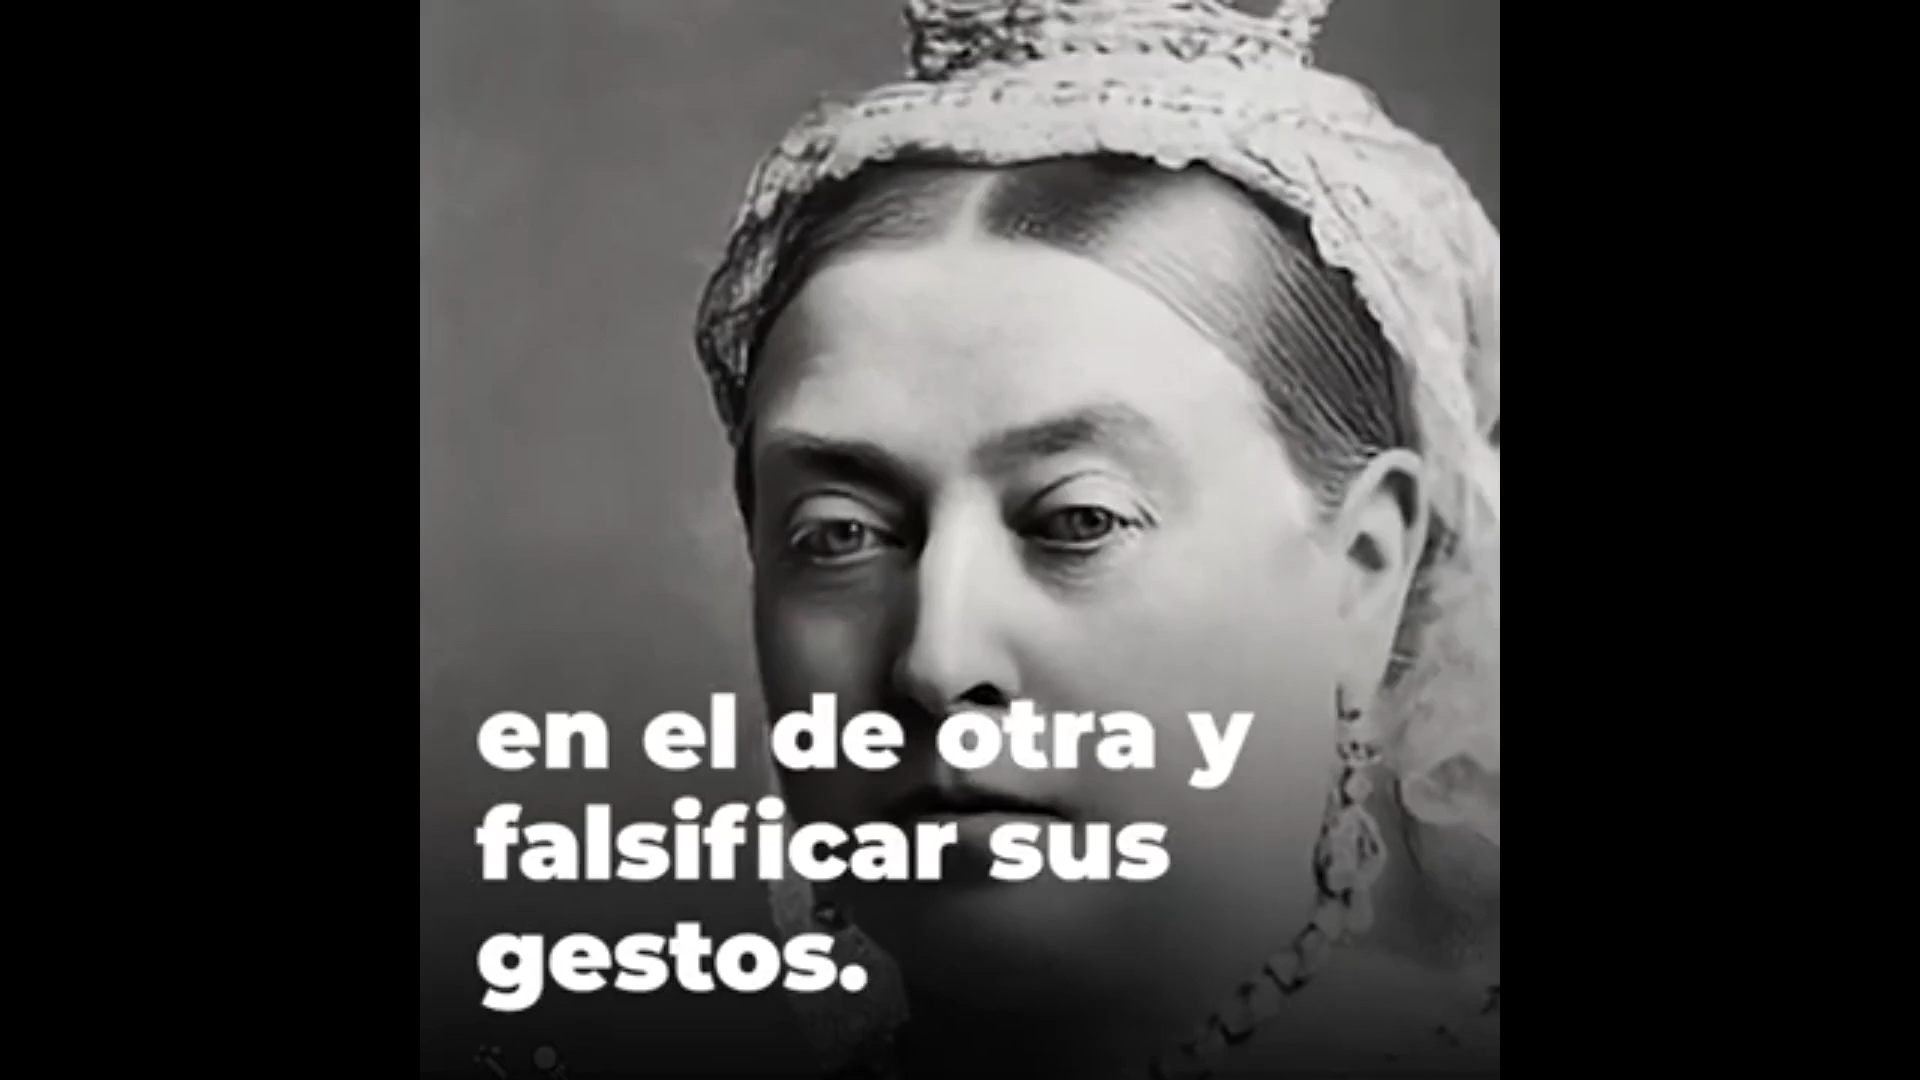 en el de otra y
falsificar sus
gestos.